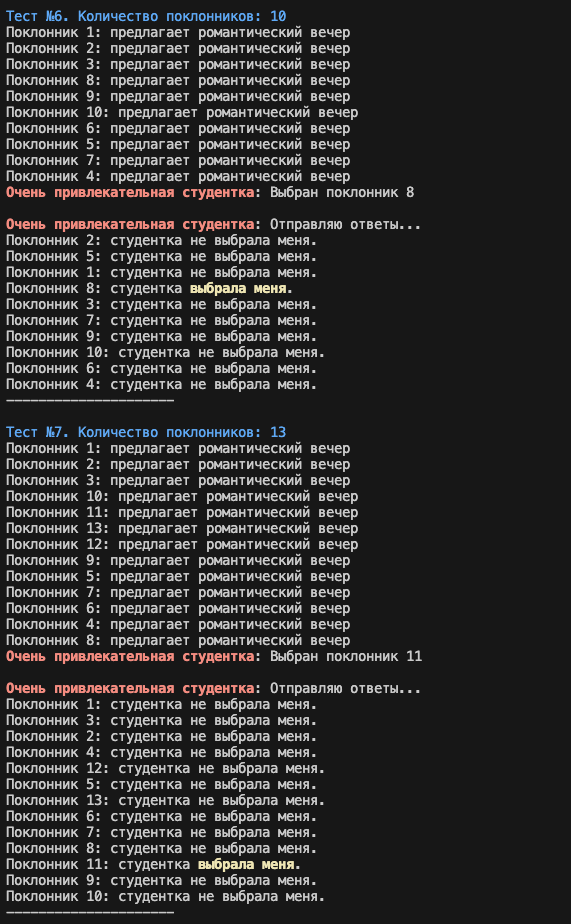 Тест №6. Количество поклонников: 10
Поклонник 1: предлагает романтический вечер
Поклонник 2: предлагает романтический вечер
Поклонник 3: предлагает романтический вечер
Поклонник 8: предлагает романтический вечер
Поклонник 9: предлагает романтический вечер
Поклонник 10: предлагает романтический вечер
Поклонник 6: предлагает романтический вечер
Поклонник 5: предлагает романтический вечер
Поклонник 7: предлагает романтический вечер
Поклонник 4: предлагает романтический вечер
Очень привлекательная студентка: Выбран поклонник 8

Очень привлекательная студентка: Отправляю ответы...
Поклонник 2: студентка не выбрала меня.
Поклонник 5: студентка не выбрала меня.
Поклонник 1: студентка не выбрала меня.
Поклонник 8: студентка выбрала меня.
Поклонник 3: студентка не выбрала меня.
Поклонник 7: студентка не выбрала меня.
Поклонник 9: студентка не выбрала меня.
Поклонник 10: студентка не выбрала меня.
Поклонник 6: студентка не выбрала меня.
Поклонник 4: студентка не выбрала меня.
—————————————————————

Тест №7. Количество поклонников: 13
Поклонник 1: предлагает романтический вечер
Поклонник 2: предлагает романтический вечер
Поклонник 3: предлагает романтический вечер
Поклонник 10: предлагает романтический вечер
Поклонник 11: предлагает романтический вечер
Поклонник 13: предлагает романтический вечер
Поклонник 12: предлагает романтический вечер
Поклонник 9: предлагает романтический вечер
Поклонник 5: предлагает романтический вечер
Поклонник 7: предлагает романтический вечер
Поклонник 6: предлагает романтический вечер
Поклонник 4: предлагает романтический вечер
Поклонник 8: предлагает романтический вечер
Очень привлекательная студентка: Выбран поклонник 11

Очень привлекательная студентка: Отправляю ответы...
Поклонник 1: студентка не выбрала меня.
Поклонник 3: студентка не выбрала меня.
Поклонник 2: студентка не выбрала меня.
Поклонник 4: студентка не выбрала меня.
Поклонник 12: студентка не выбрала меня.
Поклонник 5: студентка не выбрала меня.
Поклонник 13: студентка не выбрала меня.
Поклонник 6: студентка не выбрала меня.
Поклонник 7: студентка не выбрала меня.
Поклонник 8: студентка не выбрала меня.
Поклонник 11: студентка выбрала меня.
Поклонник 9: студентка не выбрала меня.
Поклонник 10: студентка не выбрала меня.
—————————————————————